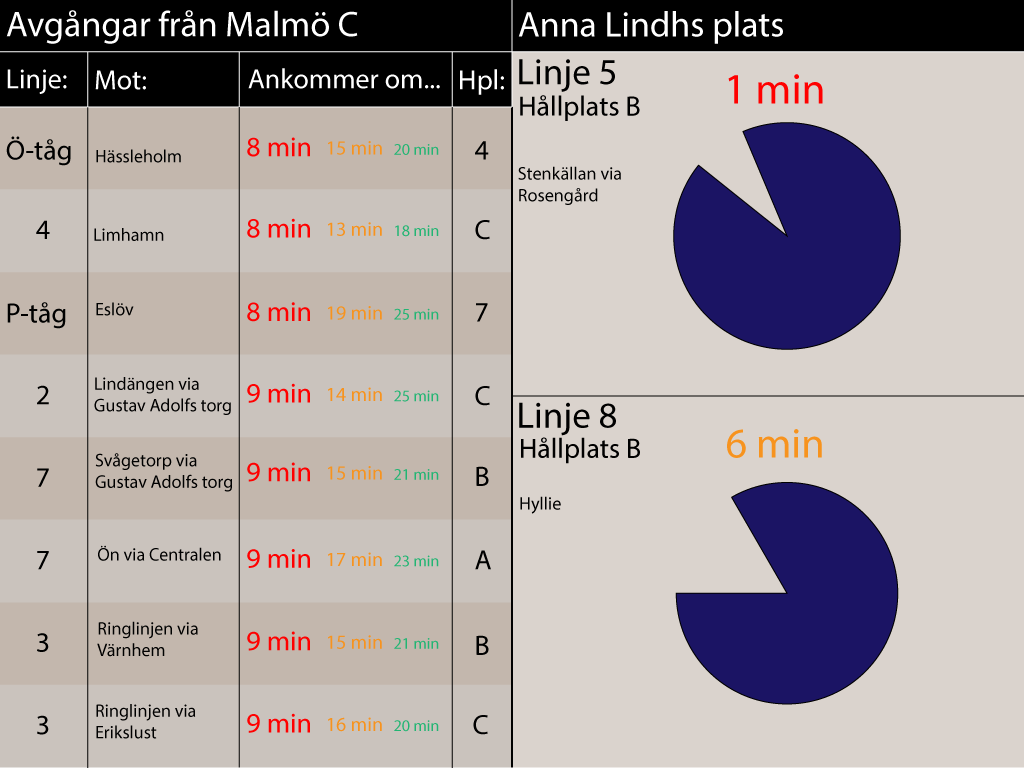 Avgångar från Malmö C
Linje: Mot: Ankommer om... Hpl:
Ö-tåg Hässleholm 8 min 15 min 20 min 4
4 Limhamn 8 min 13 min 18 min C
P-tåg Eslöv 8 min 19 min 25 min 7
2 Lindängen via
Gustav Adolfs torg 9 min 14 min 25 min C
7 Svågetorp via
Gustav Adolfs torg 9 min 15 min 21 min B
7 Ön via Centralen 9 min 17 min 23 min A
3 Ringlinjen via
Värnhem 9 min 15 min 21 min B
3 Ringlinjen via
Erikslust 9 min 16 min 20 min C
Anna Lindhs plats
Linje 5
Hållplats B
1 min
Stenkällan via
Rosengård
Linje 8
Hållplats B
6 min
Hyllie